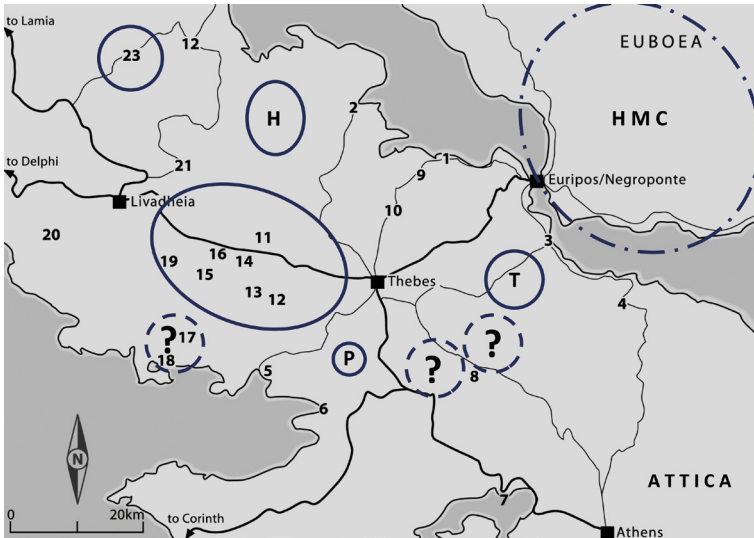 to Lamia
EUBOEA
23
12
H
HMC
2
1
to Delphi
21
9
Euripos/Negroponte
Livadheia
10
20
11
3
16
19
14
15
T
Thebes
13
12
4
?
17
?
18
P
?
8
5
6
N
ATTICA
7
0
20km
to Corinth
Athens